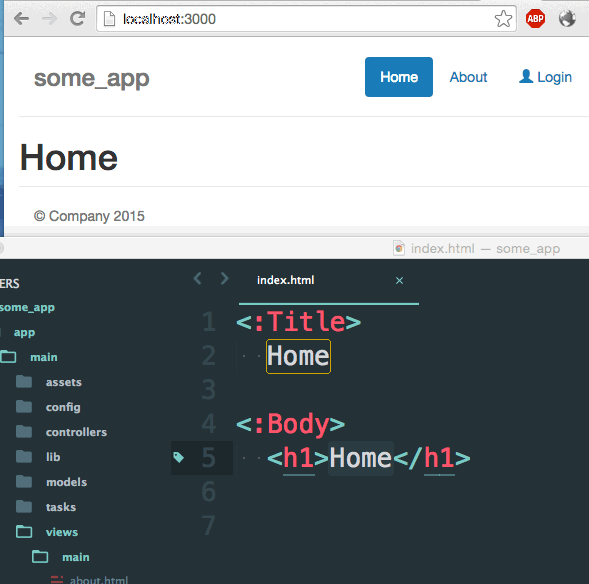 localhost:3000
ABP
some_app
Home About Login
Home
© Company 2015
index.html — some_app
ERS
some_app
app
main
assets
config
controllers
lib
models
tasks
views
main
about.html
index.html ×
1 <:Title>
2 Home
3
4 <:Body>
5 <h1>Home</h1>
6
7